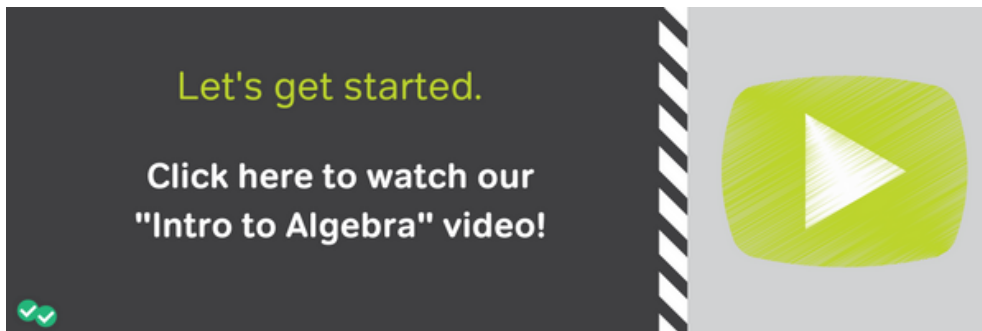 Let's get started.
Click here to watch our
"Intro to Algebra" video!